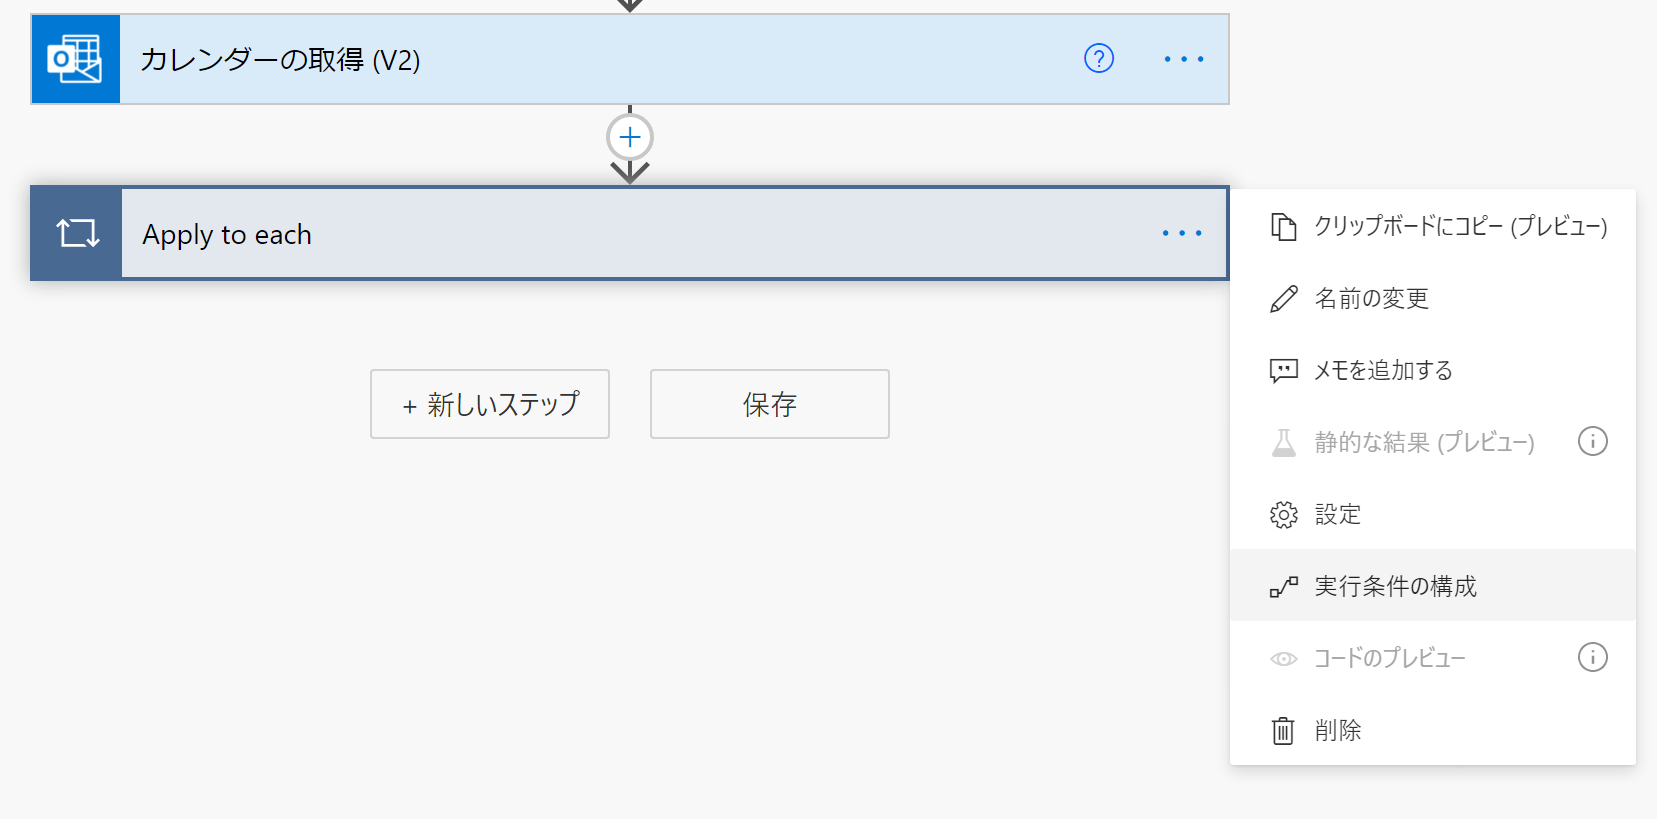 カレンダーの取得 (V2)
Apply to each
+ 新しいステップ
保存
クリップボードにコピー (プレビュー)
名前の変更
メモを追加する
静的な結果 (プレビュー)
設定
実行条件の構成
コードのプレビュー
削除